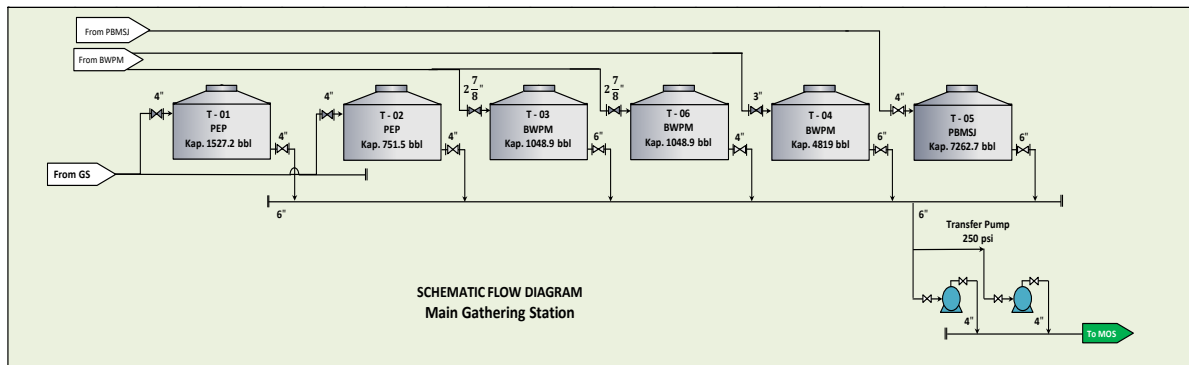 From PBMSJ
From BWPM
4"
4"
2 7/8"
2 7/8"
3"
4"
T - 01
PEP
Kap. 1527.2 bbl
T - 02
PEP
Kap. 751.5 bbl
T - 03
BWPM
Kap. 1048.9 bbl
T - 06
BWPM
Kap. 1048.9 bbl
T - 04
BWPM
Kap. 4819 bbl
T - 05
PBMSJ
Kap. 7262.7 bbl
4"
4"
6"
4"
6"
6"
From GS
6"
6"
Transfer Pump
250 psi
SCHEMATIC FLOW DIAGRAM
Main Gathering Station
4"
4"
To MOS